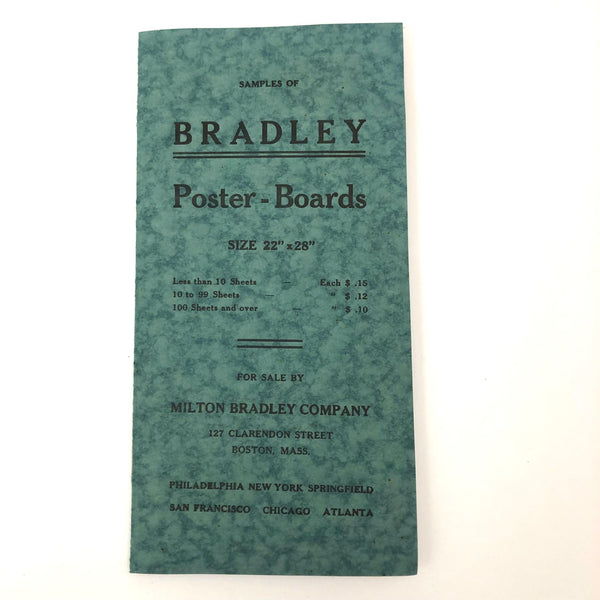 SAMPLES OF
BRADLEY
Poster - Boards
SIZE 22" x 28"
Less than 10 Sheets — Each $ .15
10 to 99 Sheets — " $ .12
100 Sheets and over — " $ .10
FOR SALE BY
MILTON BRADLEY COMPANY
127 CLARENDON STREET
BOSTON, MASS.
PHILADELPHIA NEW YORK SPRINGFIELD
SAN FRANCISCO CHICAGO ATLANTA